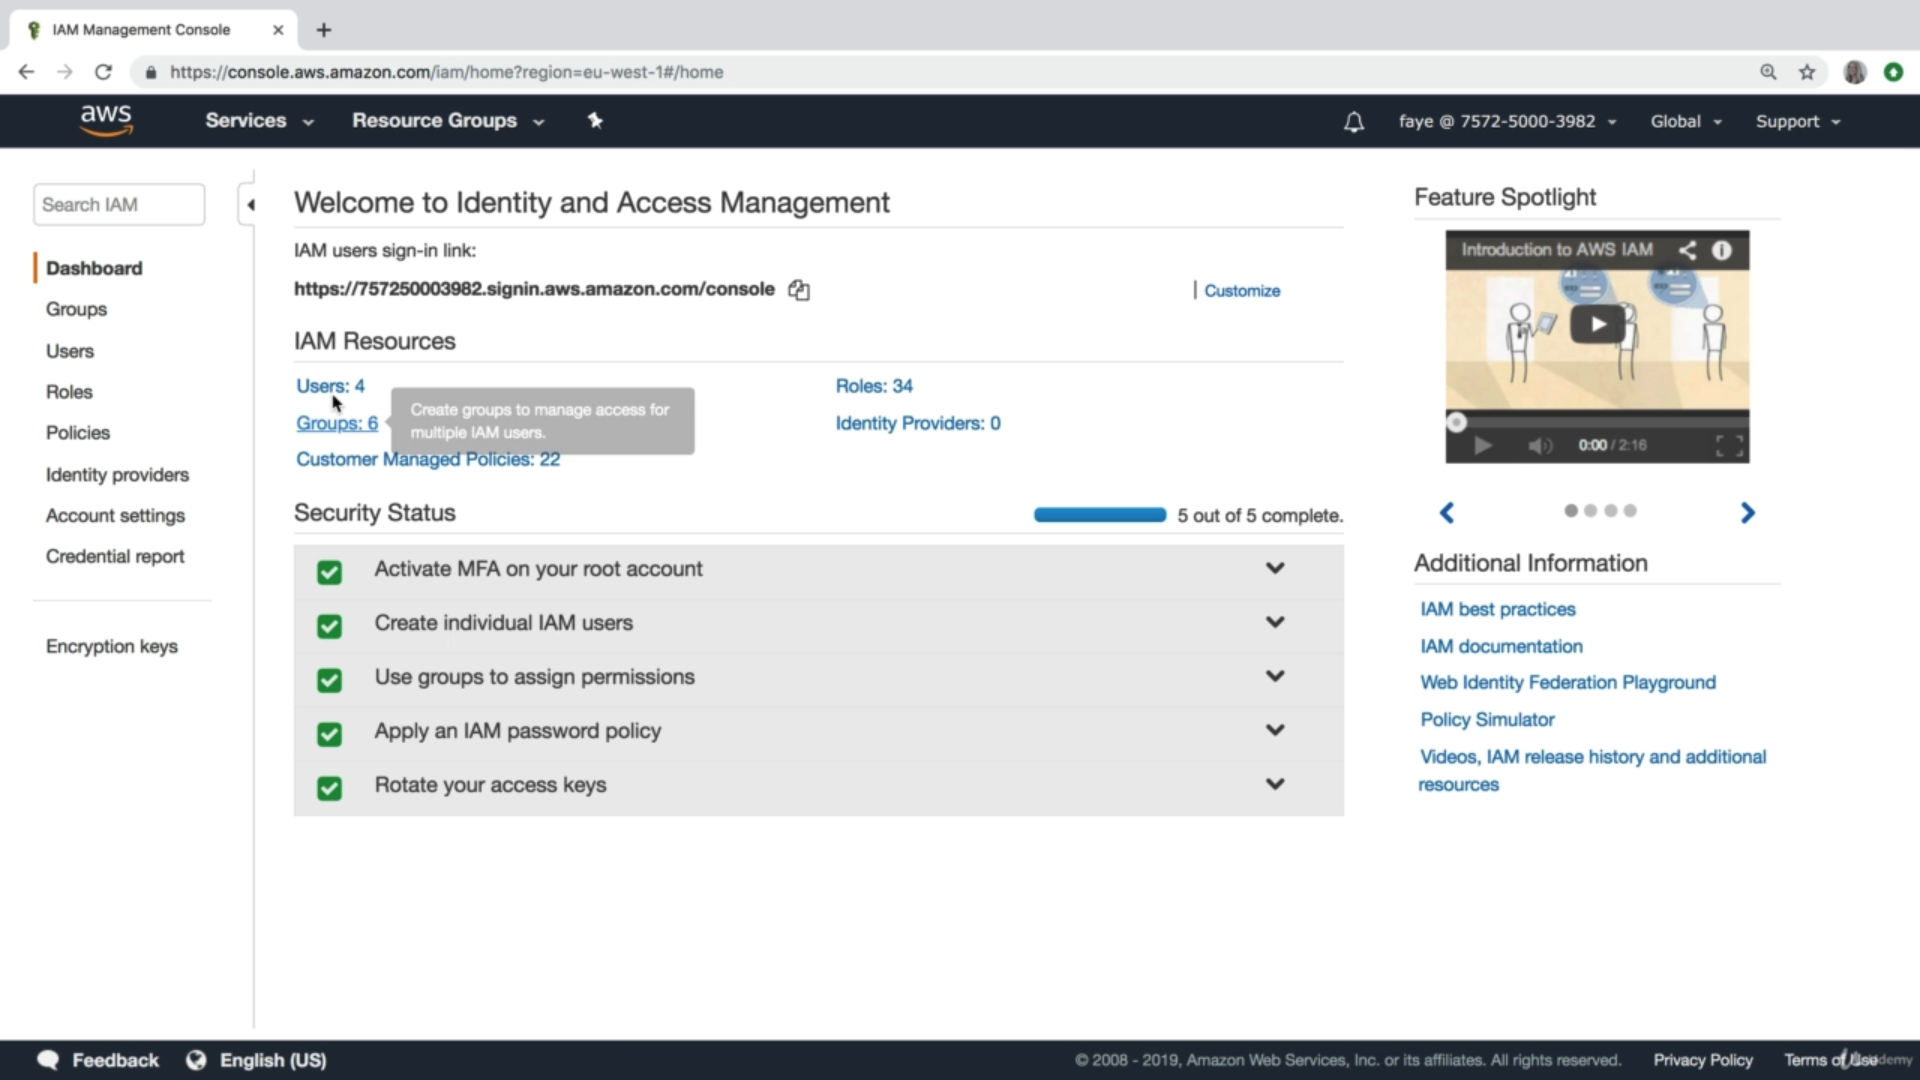 IAM Management Console
https://console.aws.amazon.com/iam/home?region=eu-west-1#/home
aws
Services
Resource Groups
faye @ 7572-5000-3982
Global
Support
Search IAM
Dashboard
Groups
Users
Roles
Policies
Identity providers
Account settings
Credential report
Encryption keys
Welcome to Identity and Access Management
IAM users sign-in link:
https://757250003982.signin.aws.amazon.com/console
Customize
IAM Resources
Users: 4
Roles: 34
Groups: 6
Identity Providers: 0
Create groups to manage access for
multiple IAM users.
Customer Managed Policies: 22
Security Status
5 out of 5 complete.
Activate MFA on your root account
Create individual IAM users
Use groups to assign permissions
Apply an IAM password policy
Rotate your access keys
Feature Spotlight
Introduction to AWS IAM
0:00 / 2:16
Additional Information
IAM best practices
IAM documentation
Web Identity Federation Playground
Policy Simulator
Videos, IAM release history and additional
resources
Feedback
English (US)
© 2008 - 2019, Amazon Web Services, Inc. or its affiliates. All rights reserved.
Privacy Policy
Terms of Use